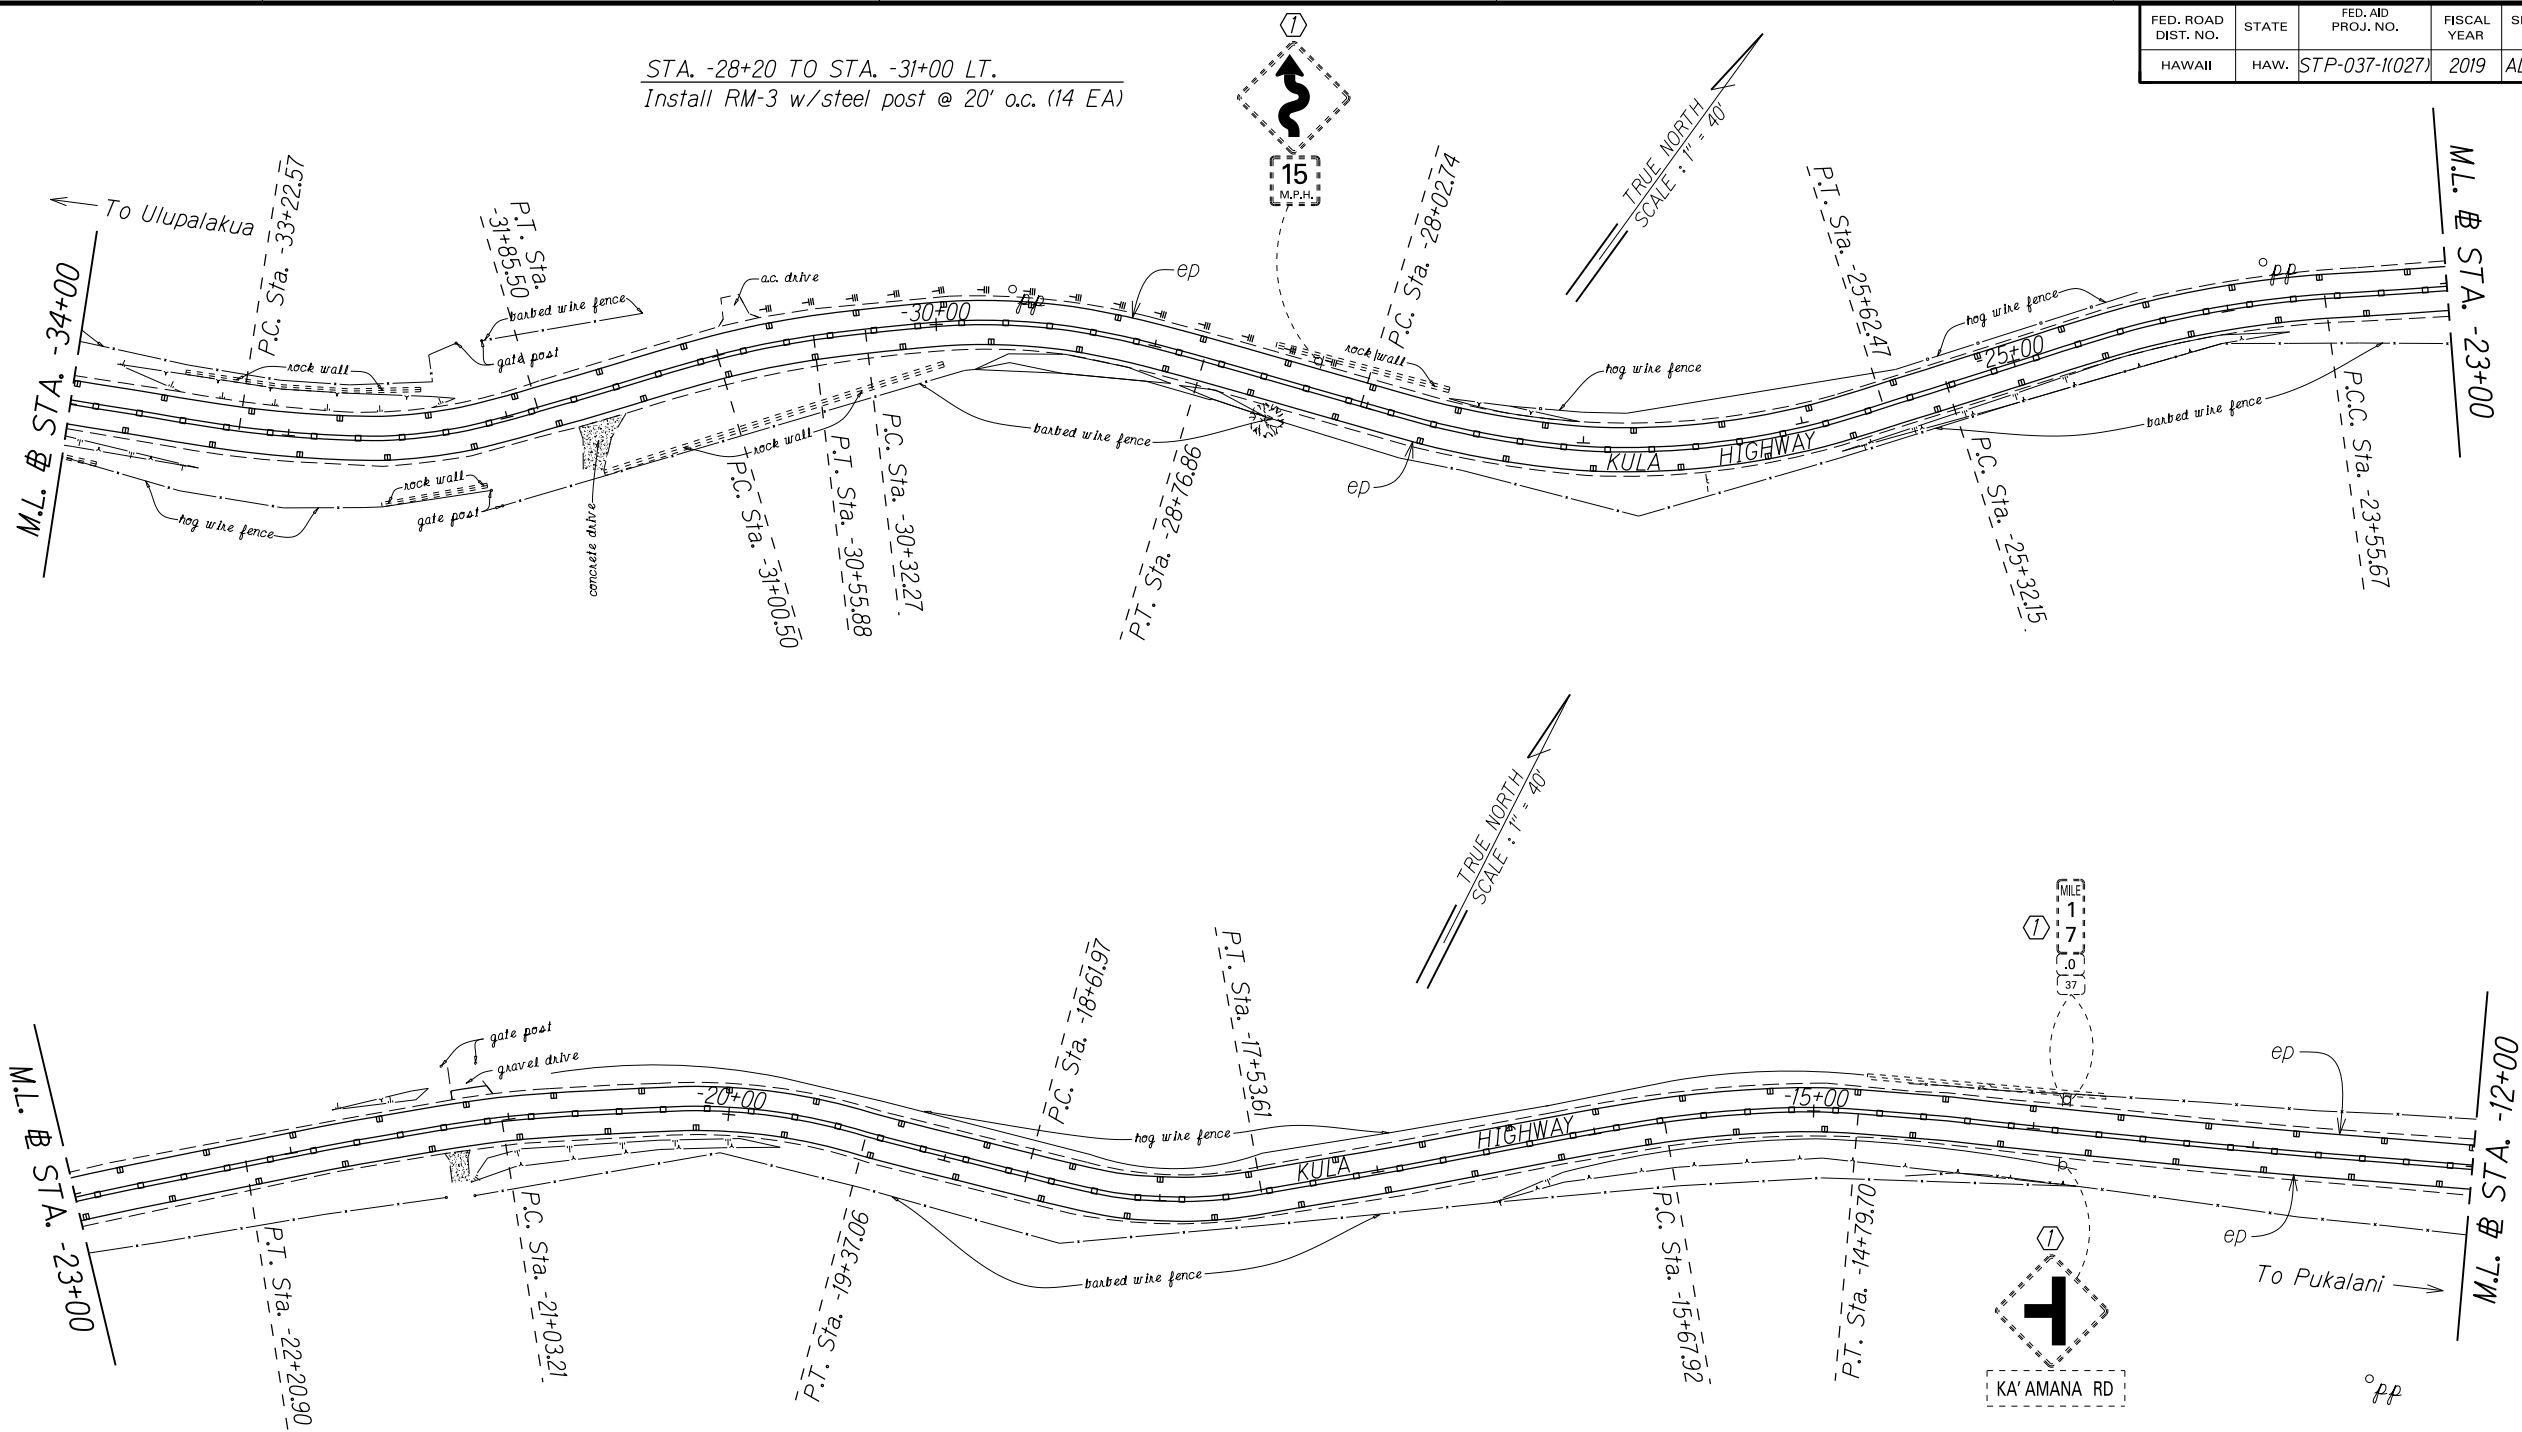 FED. ROAD DIST. NO.
STATE
FED. AID PROJ. NO.
FISCAL YEAR
HAWAII
HAW.
STP-037-1(027)
2019
STA. -28+20 TO STA. -31+00 LT.
Install RM-3 w/steel post @ 20' o.c. (14 EA)
1
15
M.P.H.
TRUE NORTH
SCALE : 1" = 40'
To Ulupalakua
M.L. B STA. -34+00
P.C. Sta. -33+22.57
P.T. Sta.
-31+85.50
barbed wire fence
gate post
rock wall
a.c. drive
-30+00
pp
ep
rock wall
P.C. Sta. -28+02.74
hog wire fence
P.T. Sta. -25+62.47
hog wire fence
-25+00
pp
M.L. B STA. -23+00
hog wire fence
rock wall
gate post
concrete drive
rock wall
P.C. Sta. -31+00.50
P.T. Sta. -30+55.88
P.C. Sta. -30+32.27
barbed wire fence
P.T. Sta. -28+76.86
ep
KULA HIGHWAY
P.C. Sta. -25+32.15
barbed wire fence
P.C.C. Sta. -23+55.67
TRUE NORTH
SCALE : 1" = 40'
M.L. B STA. -23+00
gate post
gravel drive
-20+00
P.C. Sta. -18+61.97
P.T. Sta. -17+53.61
hog wire fence
KULA HIGHWAY
-15+00
1
MILE
1
7
.0
37
ep
M.L. B STA. -12+00
P.T. Sta. -22+20.90
P.C. Sta. -21+03.21
P.T. Sta. -19+37.06
barbed wire fence
P.C. Sta. -15+67.92
P.T. Sta. -14+79.70
1
KA'AMANA RD
ep
To Pukalani
pp